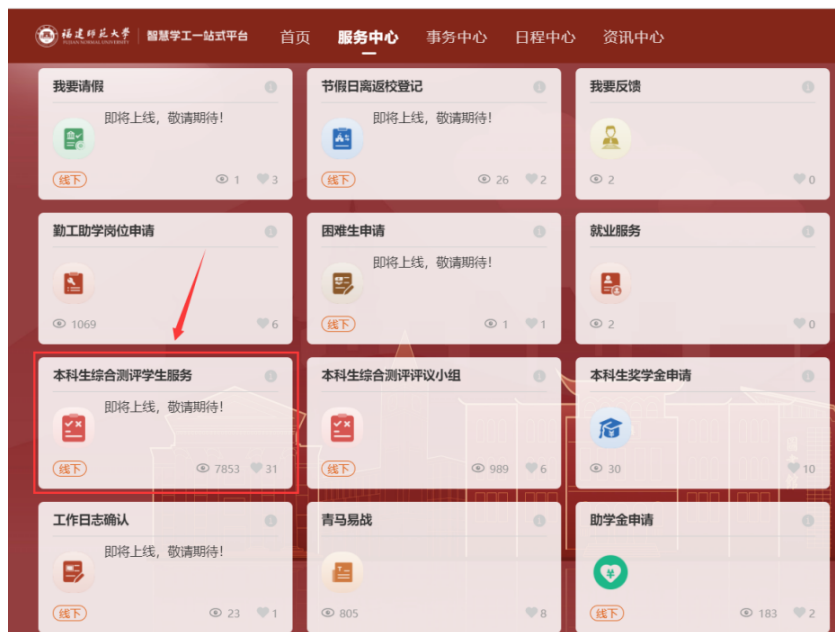 福建师范大学 智慧学工一站式平台 首页 服务中心 事务中心 日程中心 资讯中心
FUJIAN NORMAL UNIVERSITY
我要请假 节假日离返校登记 我要反馈
即将上线，敬请期待！ 即将上线，敬请期待！
线下 1 3 线下 26 2 2 0
勤工助学岗位申请 困难生申请 就业服务
即将上线，敬请期待！
1069 6 线下 1 1 2 0
本科生综合测评学生服务 本科生综合测评评议小组 本科生奖学金申请
即将上线，敬请期待！
线下 7853 31 线下 989 6 30 10
工作日志确认 青马易战 助学金申请
即将上线，敬请期待！
线下 23 1 805 8 线下 183 2